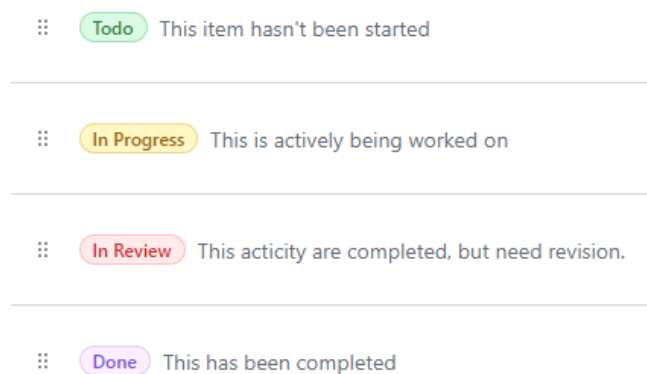 Todo This item hasn't been started
In Progress This is actively being worked on
In Review This acticity are completed, but need revision.
Done This has been completed